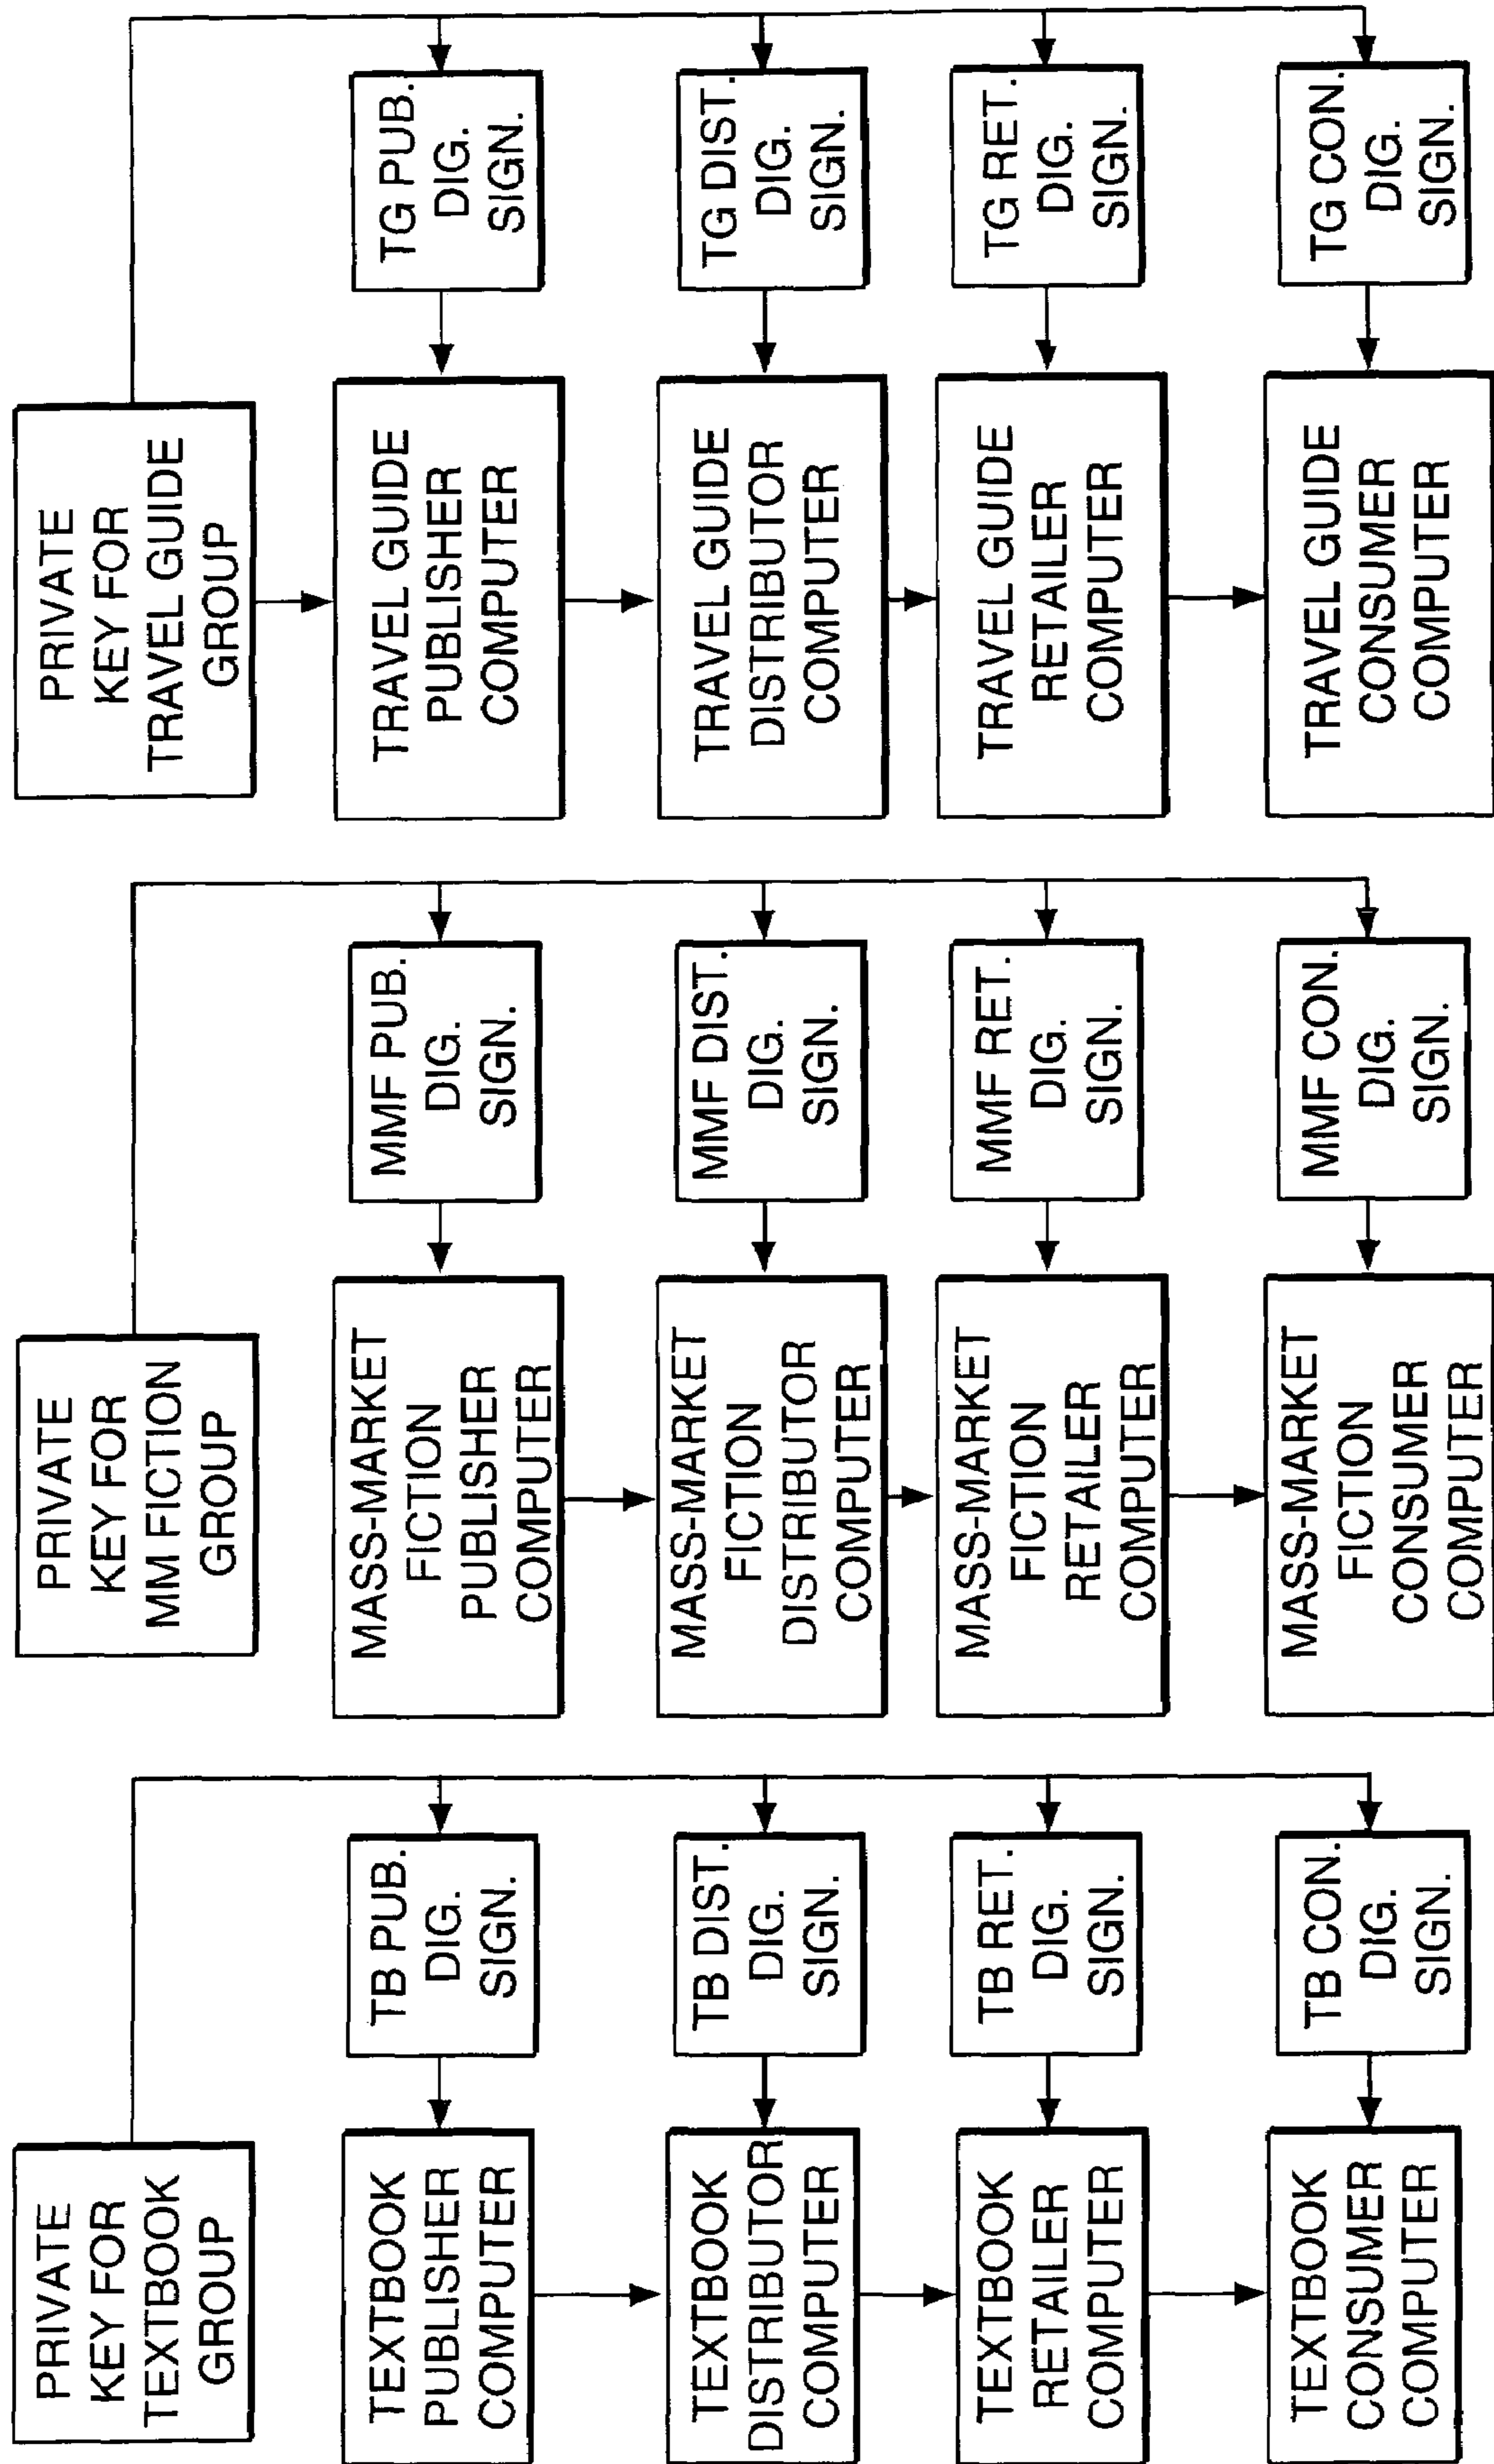 PRIVATE
KEY FOR
TEXTBOOK
GROUP
TEXTBOOK
PUBLISHER
COMPUTER
TB PUB.
DIG.
SIGN.
TEXTBOOK
DISTRIBUTOR
COMPUTER
TB DIST.
DIG.
SIGN.
TEXTBOOK
RETAILER
COMPUTER
TB RET.
DIG.
SIGN.
TEXTBOOK
CONSUMER
COMPUTER
TB CON.
DIG.
SIGN.
PRIVATE
KEY FOR
MM FICTION
GROUP
MASS-MARKET
FICTION
PUBLISHER
COMPUTER
MMF PUB.
DIG.
SIGN.
MASS-MARKET
FICTION
DISTRIBUTOR
COMPUTER
MMF DIST.
DIG.
SIGN.
MASS-MARKET
FICTION
RETAILER
COMPUTER
MMF RET.
DIG.
SIGN.
MASS-MARKET
FICTION
CONSUMER
COMPUTER
MMF CON.
DIG.
SIGN.
PRIVATE
KEY FOR
TRAVEL GUIDE
GROUP
TRAVEL GUIDE
PUBLISHER
COMPUTER
TG PUB.
DIG.
SIGN.
TRAVEL GUIDE
DISTRIBUTOR
COMPUTER
TG DIST.
DIG.
SIGN.
TRAVEL GUIDE
RETAILER
COMPUTER
TG RET.
DIG.
SIGN.
TRAVEL GUIDE
CONSUMER
COMPUTER
TG CON.
DIG.
SIGN.